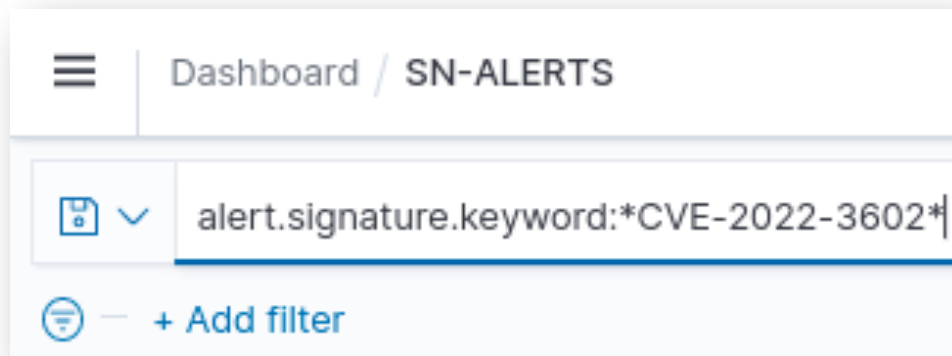 Dashboard / SN-ALERTS
alert.signature.keyword:*CVE-2022-3602*
+ Add filter